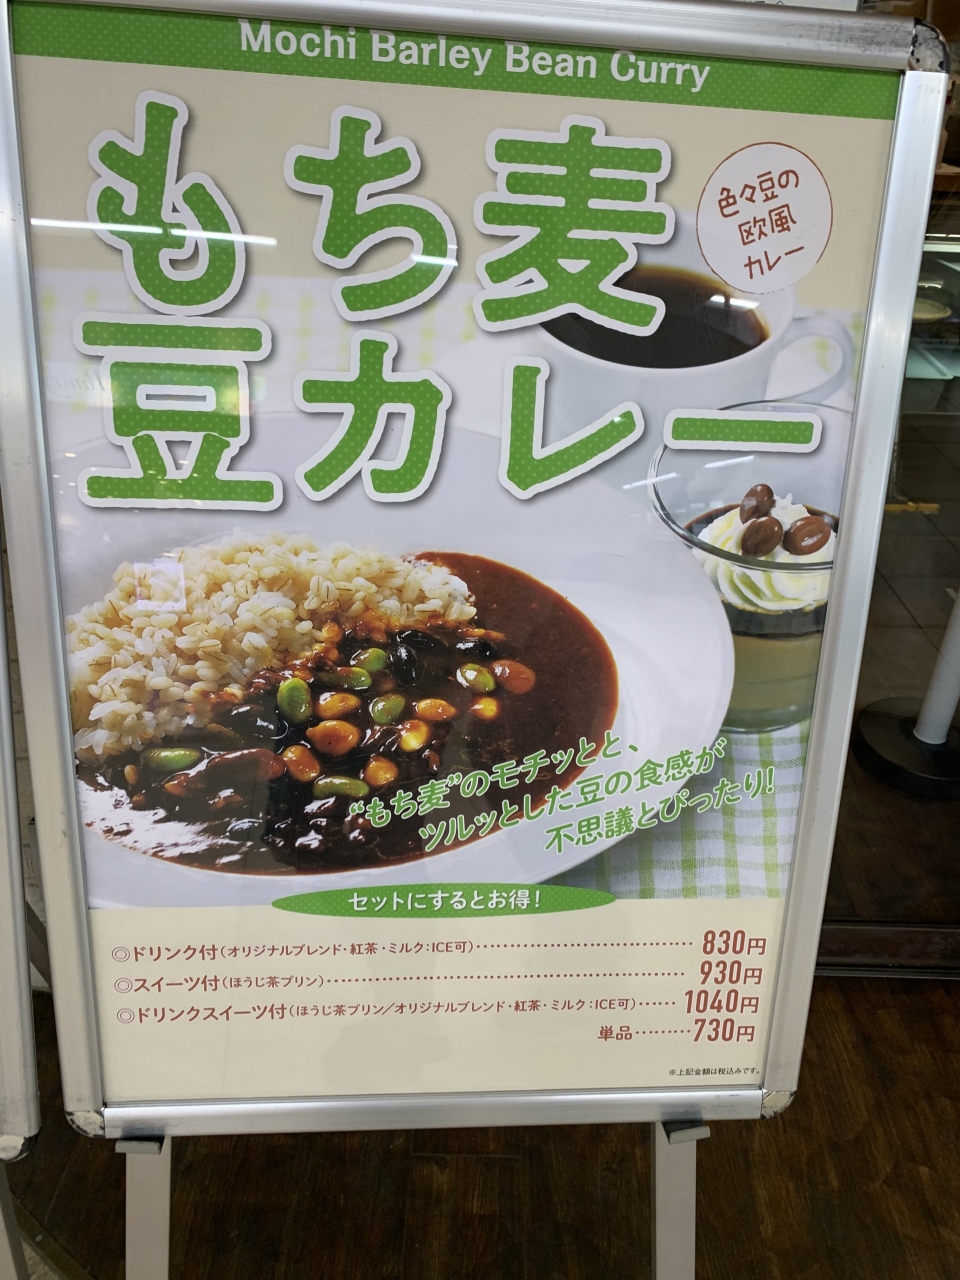 Mochi Barley Bean Curry
もち麦
豆カレー
色々豆の
欧風
カレー
“もち麦”のモチッとと、
ツルッとした豆の食感が
不思議とぴったり!
セットにするとお得!
◎ドリンク付(オリジナルブレンド・紅茶・ミルク:ICE可)‥‥‥‥‥‥‥‥‥‥ 830円
◎スイーツ付(ほうじ茶プリン)‥‥‥‥‥‥‥‥‥‥‥‥‥‥‥‥ 930円
◎ドリンクスイーツ付(ほうじ茶プリン/オリジナルブレンド・紅茶・ミルク:ICE可)‥‥‥ 1040円
単品‥‥‥‥730円
※上記金額は税込みです。